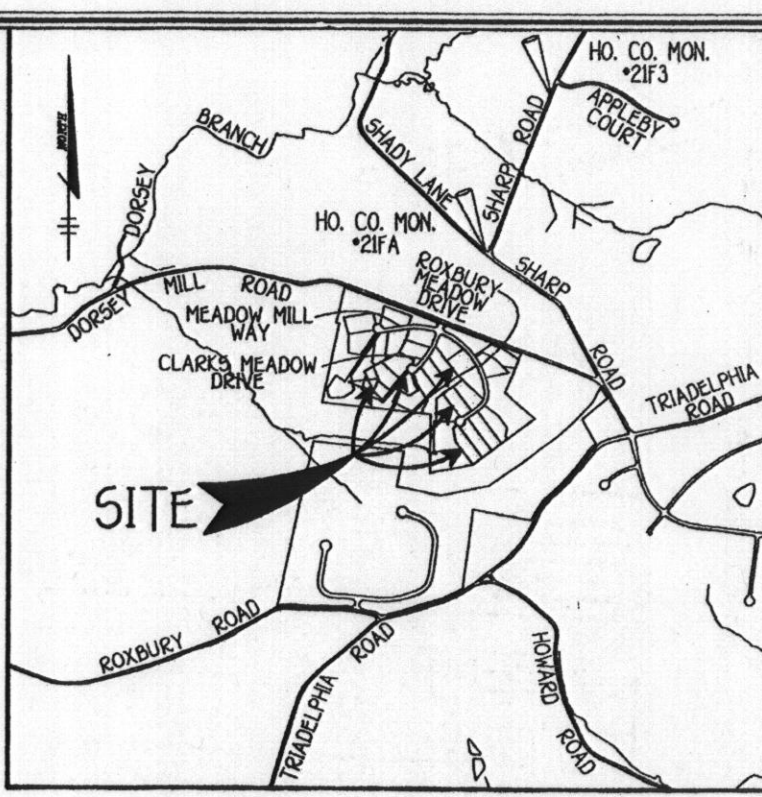 HO. CO. MON.
•21F3
APPLEBY
COURT
NORTH
BRANCH
DORSEY
SHADY LANE
SHARP ROAD
HO. CO. MON.
•21FA
ROXBURY
MEADOW
DRIVE
SHARP
ROAD
DORSEY MILL ROAD
MEADOW MILL
WAY
CLARKS MEADOW
DRIVE
TRIADELPHIA
ROAD
SITE
ROXBURY ROAD
TRIADELPHIA
ROAD
HOWARD
ROAD